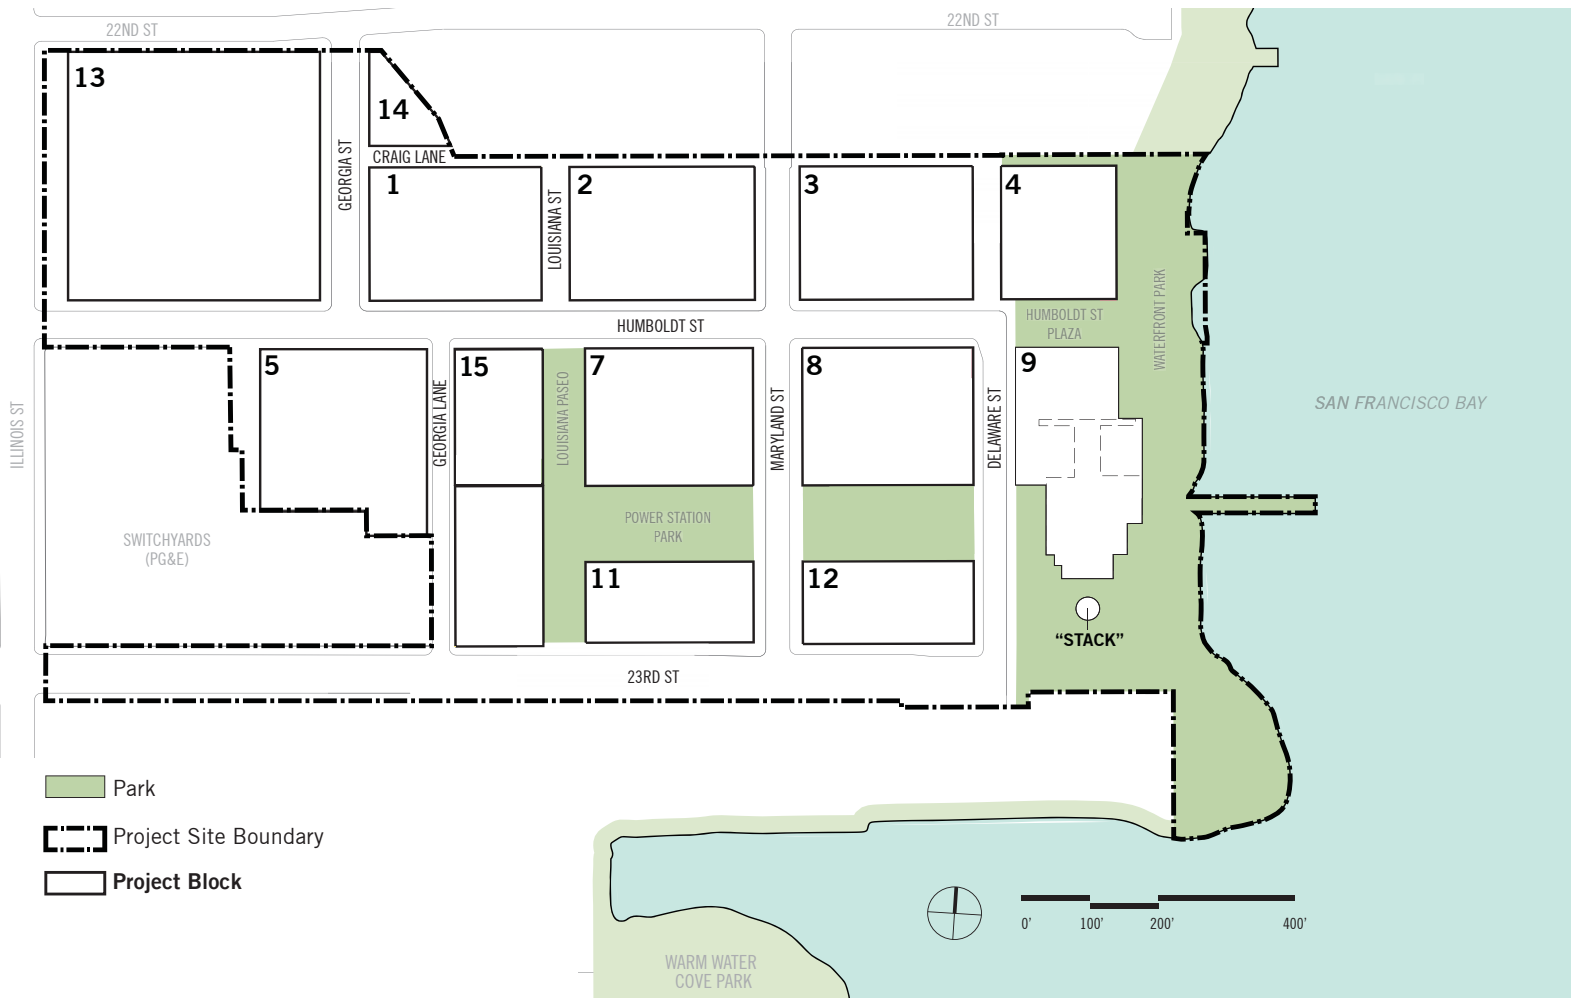 22ND ST
22ND ST
13
14
GEORGIA ST
CRAIG LANE
1
LOUISIANA ST
2
3
4
WATERFRONT PARK
HUMBOLDT ST
PLAZA
HUMBOLDT ST
ILLINOIS ST
5
GEORGIA LANE
15
LOUISIANA PASEO
7
MARYLAND ST
8
DELAWARE ST
9
SAN FRANCISCO BAY
SWITCHYARDS
(PG&E)
POWER STATION
PARK
11
12
“STACK”
23RD ST
Park
Project Site Boundary
Project Block
0'
100'
200'
400'
WARM WATER
COVE PARK